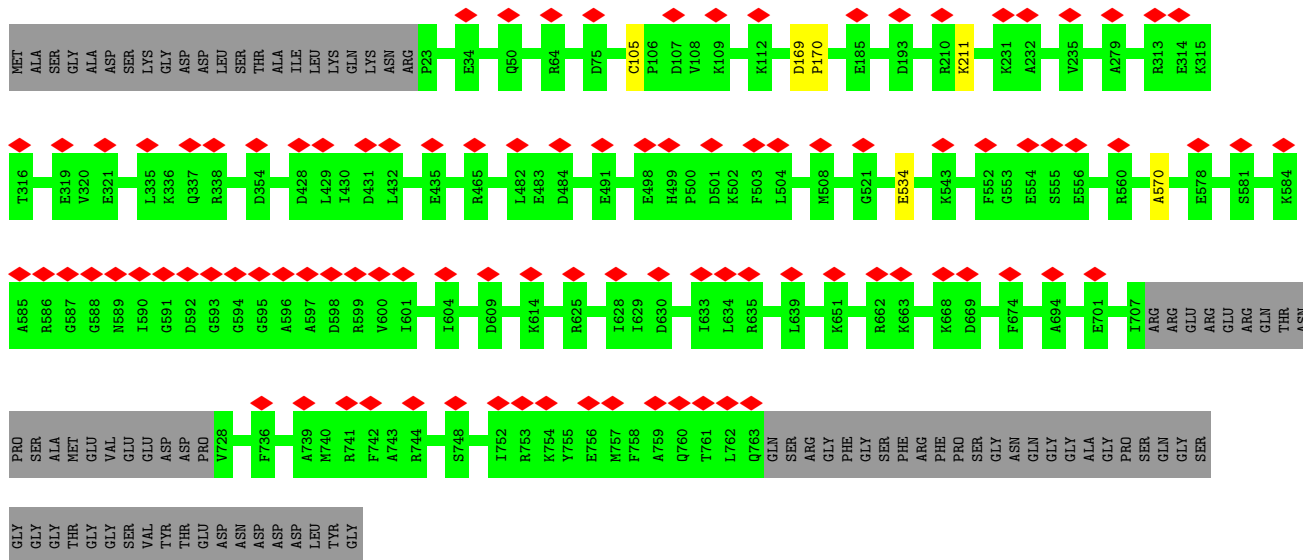 MET ALA SER GLY ALA ASP SER LYS GLY ASP ASP LEU SER THR ALA ILE LEU LYS GLN LYS ASN ARG P23 E34 Q50 R64 D75 C105 P106 D107 V108 K109 K112 D169 P170 E185 D193 R210 K211 K231 A232 V235 A279 R313 E314 K315
T316 E319 V320 E321 L335 K336 Q337 R338 D354 D428 L429 I430 D431 L432 E435 R465 L482 E483 D484 E491 E498 H499 P500 D501 K502 F503 L504 M508 G521 E534 K543 F552 G553 E554 S555 E556 R560 A570 E578 S581 K584
A585 R586 G587 G588 N589 I590 G591 D592 G593 G594 G595 A596 A597 D598 R599 V600 I601 I604 D609 K614 R625 I628 I629 D630 I633 L634 R635 L639 K651 R662 K663 K668 D669 F674 A694 E701 I707 ARG ARG GLU ARG GLU ARG GLN THR ASN
PRO SER ALA MET GLU VAL GLU GLU ASP ASP PRO V728 F736 A739 M740 R741 F742 A743 R744 S748 I752 R753 K754 Y755 E756 M757 F758 A759 Q760 T761 L762 Q763 GLN SER ARG GLY PHE GLY SER PHE ARG PHE PRO SER GLY ASN GLN GLY GLY ALA GLY PRO SER GLN GLY SER
GLY GLY GLY THR GLY GLY SER VAL TYR THR GLU ASP ASN ASP ASP ASP LEU TYR GLY